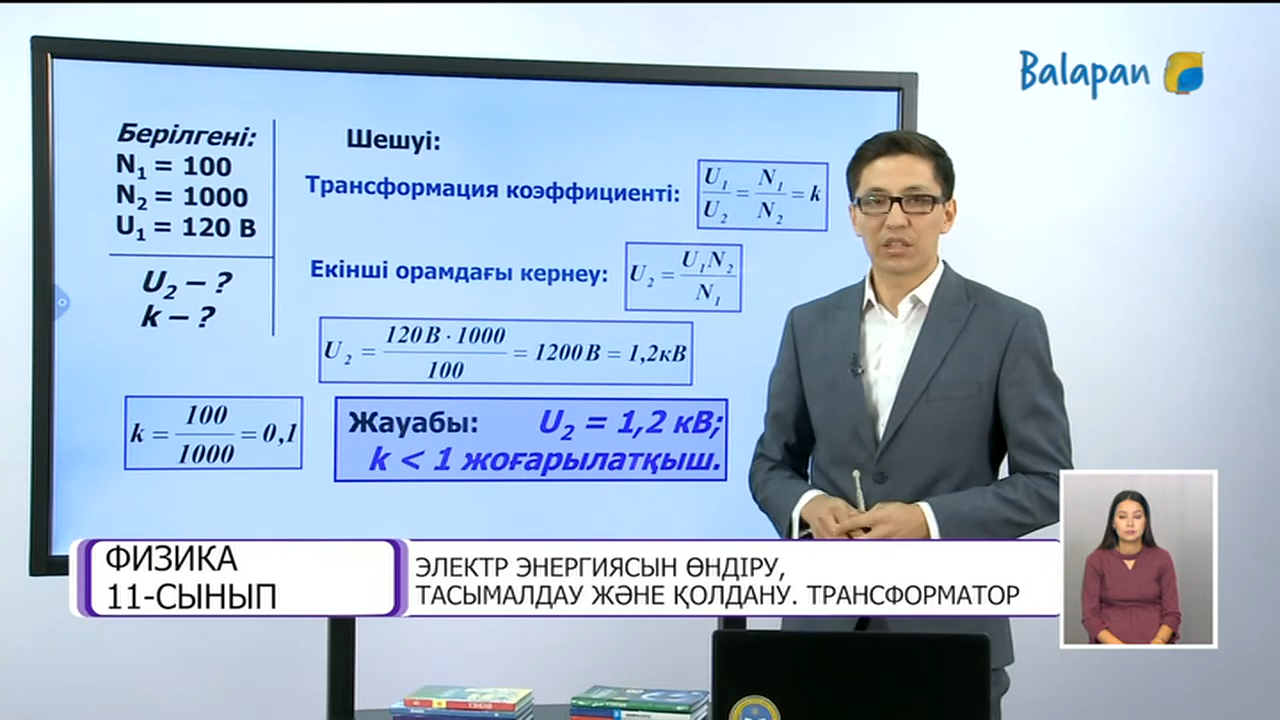 Balapan
Берілгені:
N₁ = 100
N₂ = 1000
U₁ = 120 В
U₂ – ?
k – ?
Шешуі:
Трансформация коэффициенті: U₁/U₂ = N₁/N₂ = k
Екінші орамдағы кернеу: U₂ = U₁N₂/N₁
U₂ = 120 В · 1000/100 = 1200 В = 1,2 кВ
k = 100/1000 = 0,1
Жауабы: U₂ = 1,2 кВ;
k < 1 жоғарылатқыш.
ФИЗИКА
11-СЫНЫП
ЭЛЕКТР ЭНЕРГИЯСЫН ӨНДІРУ,
ТАСЫМАЛДАУ ЖӘНЕ ҚОЛДАНУ. ТРАНСФОРМАТОР